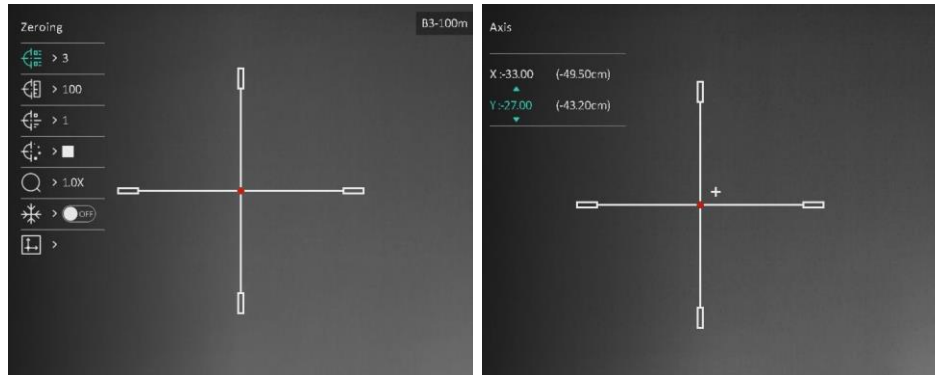 Zeroing
B3-100m
> 3
> 100
> 1
>
> 1.0X
> OFF
>
Axis
X:-33.00 (-49.50cm)
Y:-27.00 (-43.20cm)